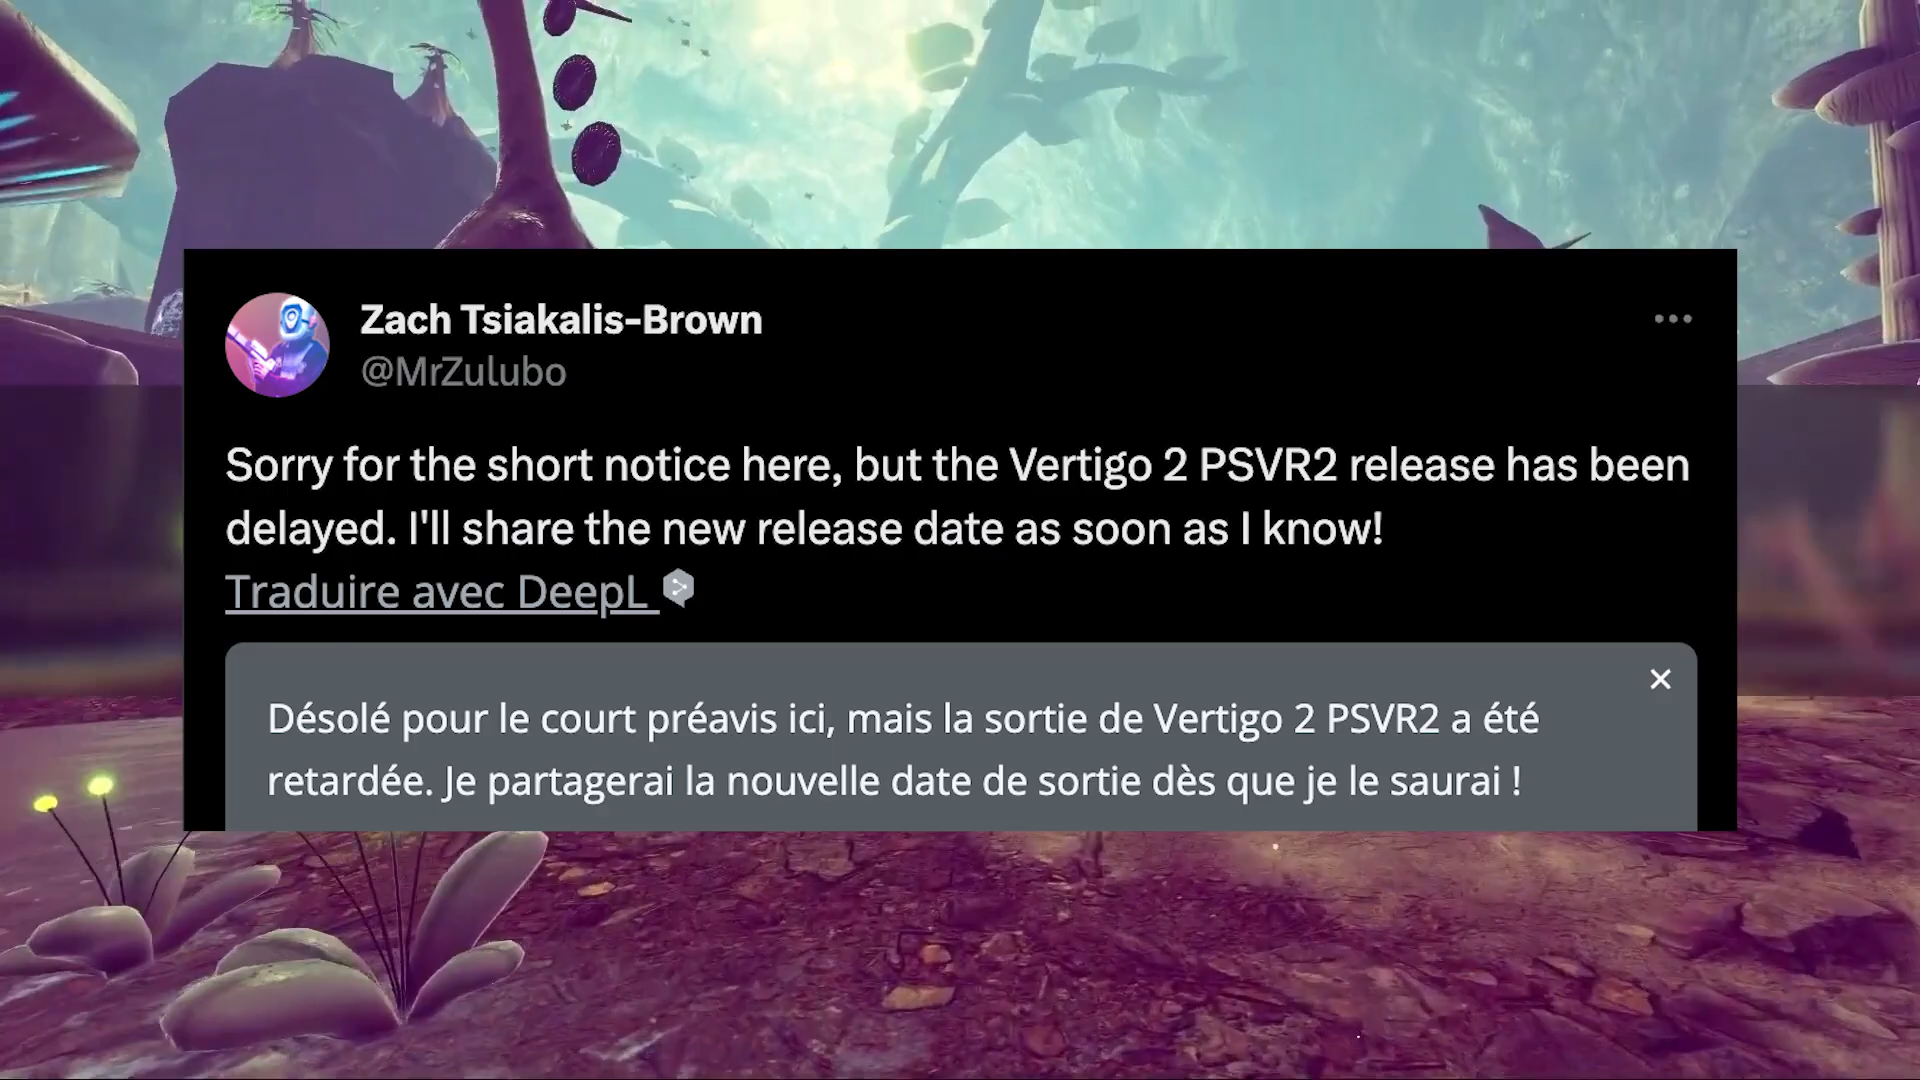 Zach Tsiakalis-Brown
@MrZulubo
Sorry for the short notice here, but the Vertigo 2 PSVR2 release has been
delayed. I'll share the new release date as soon as I know!
Traduire avec DeepL
Désolé pour le court préavis ici, mais la sortie de Vertigo 2 PSVR2 a été
retardée. Je partagerai la nouvelle date de sortie dès que je le saurai !